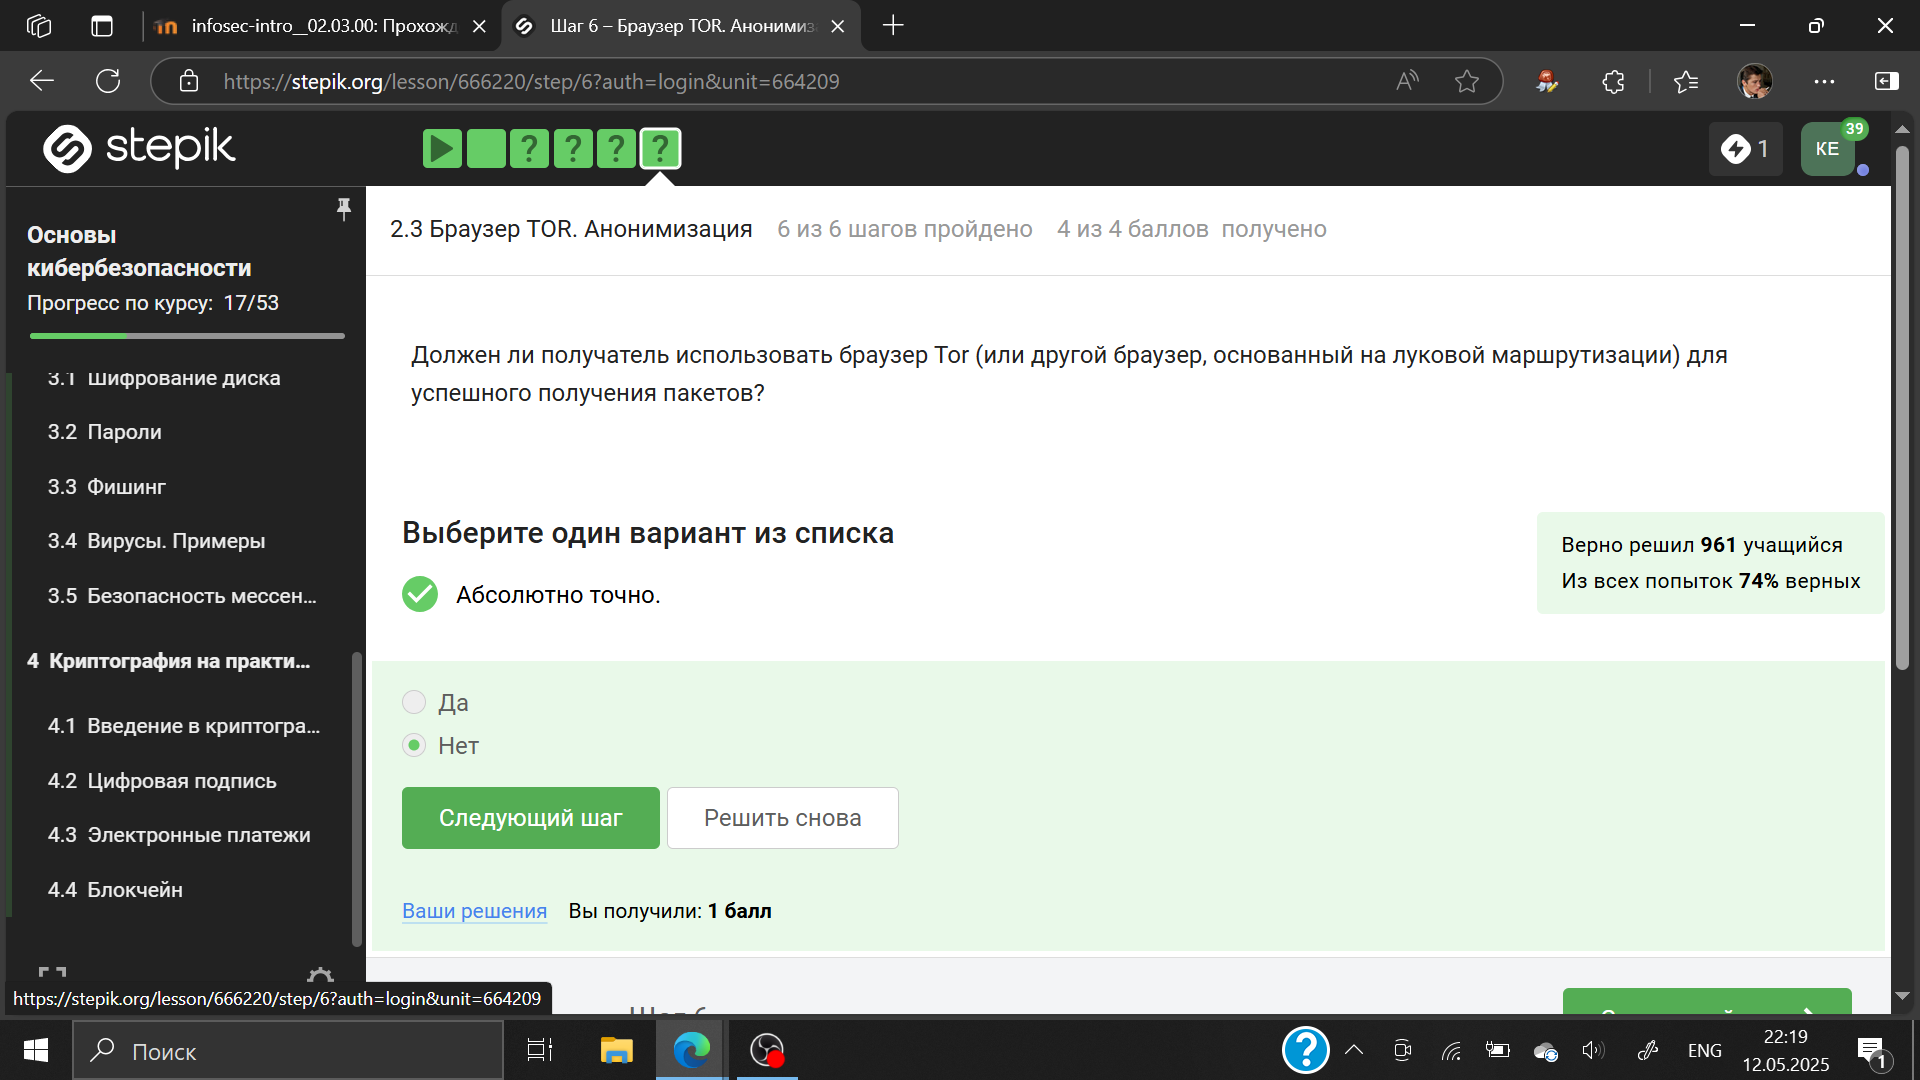 infosec-intro__02.03.00: Прохожд
Шаг 6 – Браузер TOR. Анонимиз
https://stepik.org/lesson/666220/step/6?auth=login&unit=664209
stepik
? ? ? ?
1
KE
39
Основы
кибербезопасности
Прогресс по курсу: 17/53
3.1 Шифрование диска
3.2 Пароли
3.3 Фишинг
3.4 Вирусы. Примеры
3.5 Безопасность мессен...
4 Криптография на практи...
4.1 Введение в криптогра...
4.2 Цифровая подпись
4.3 Электронные платежи
4.4 Блокчейн
2.3 Браузер TOR. Анонимизация 6 из 6 шагов пройдено 4 из 4 баллов получено
Должен ли получатель использовать браузер Tor (или другой браузер, основанный на луковой маршрутизации) для
успешного получения пакетов?
Выберите один вариант из списка
Абсолютно точно.
Верно решил 961 учащийся
Из всех попыток 74% верных
Да
Нет
Следующий шаг
Решить снова
Ваши решения Вы получили: 1 балл
https://stepik.org/lesson/666220/step/6?auth=login&unit=664209
Поиск
ENG
22:19
12.05.2025
1